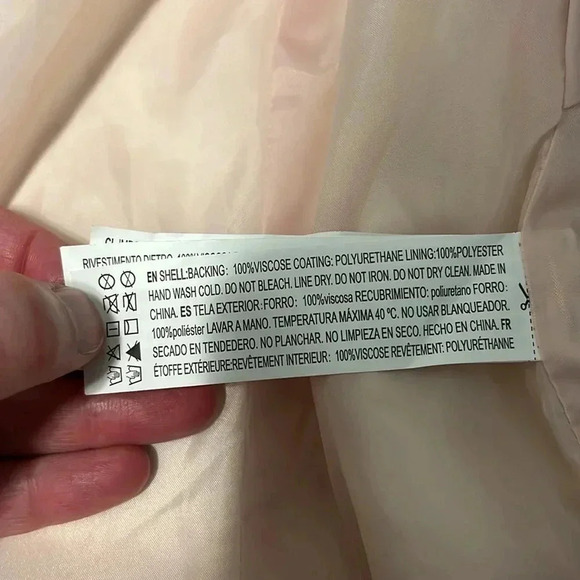 RIVESTIMENTO DIETRO
EN SHELL:BACKING: 100%VISCOSE COATING: POLYURETHANE LINING:100%POLYESTER
HAND WASH COLD. DO NOT BLEACH. LINE DRY. DO NOT IRON. DO NOT DRY CLEAN. MADE IN
CHINA. ES TELA EXTERIOR:FORRO: 100%viscosa RECUBRIMIENTO: poliuretano FORRO:
100%poliéster LAVAR A MANO. TEMPERATURA MÁXIMA 40 ºC. NO USAR BLANQUEADOR.
SECADO EN TENDEDERO. NO PLANCHAR. NO LIMPIEZA EN SECO. HECHO EN CHINA. FR
ÉTOFFE EXTÉRIEURE:REVÊTEMENT INTERIEUR: 100%VISCOSE REVÊTEMENT: POLYURÉTHANNE